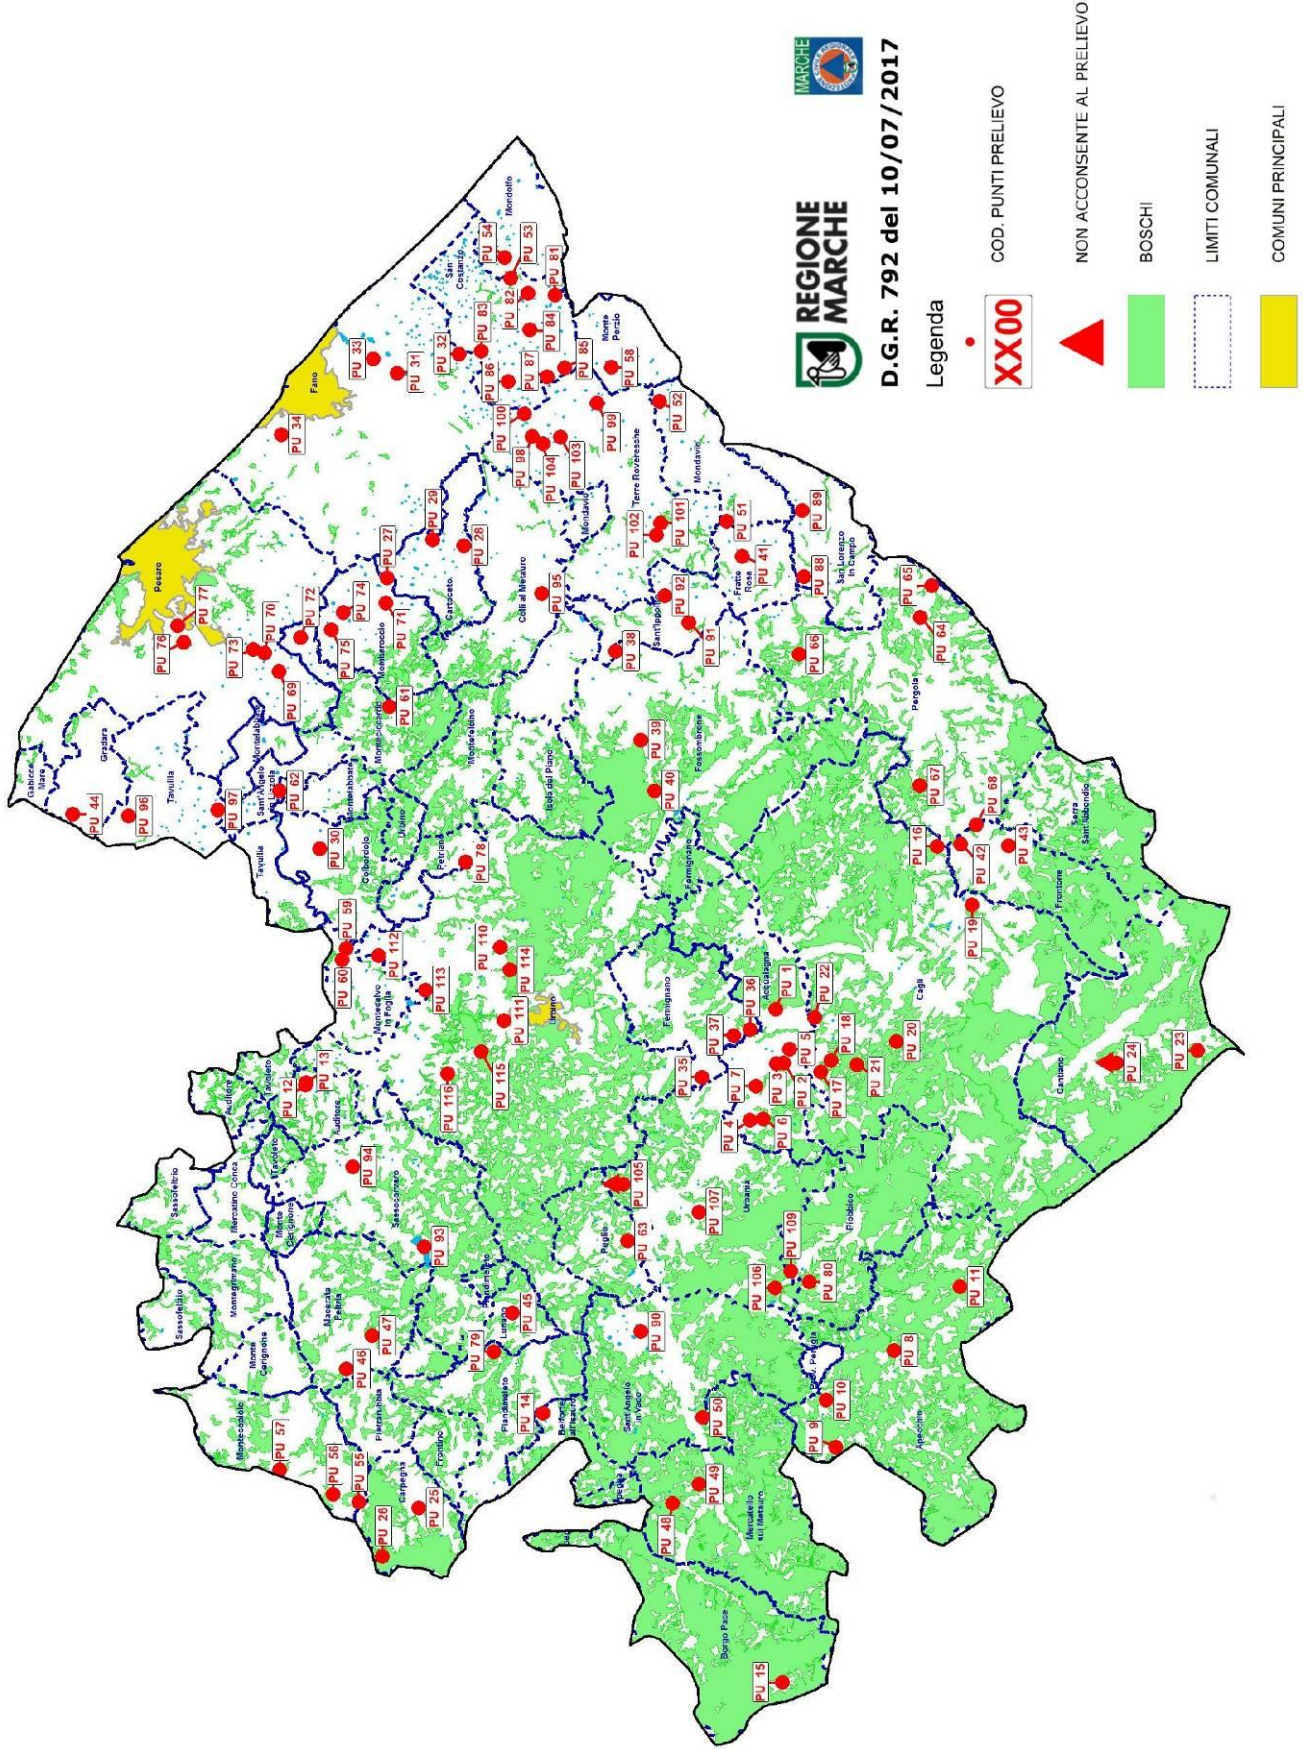 REGIONE
MARCHE
MARCHE
D.G.R. 792 del 10/07/2017
Legenda
XX00
COD. PUNTI PRELIEVO
NON ACCONSENTE AL PRELIEVO
BOSCHI
LIMITI COMUNALI
COMUNI PRINCIPALI
Gabicce
Mare
PU 44
Gradara
PU 96
Tavullia
PU 97
Sant'Angelo
in Lizzola
PU 62
Montelabbate
Pesaro
PU 76
PU 77
PU 73
PU 70
PU 69
PU 72
PU 74
PU 75
PU 71
PU 27
PU 61
Fano
PU 34
PU 33
PU 31
PU 32
PU 29
PU 28
Cartoceto
San
Costanzo
Mondolfo
PU 54
PU 53
PU 82
PU 81
PU 83
PU 84
PU 86
PU 87
PU 85
Monte
Porzio
PU 58
PU 100
PU 98
PU 104
PU 103
PU 99
PU 52
Terre Roveresche
Mondavio
Mondavio
PU 102
PU 101
PU 51
PU 41
Fratte
Rosa
PU 89
PU 88
San Lorenzo
In Campo
Colli al Metauro
PU 95
PU 92
PU 91
Sant'Ippolito
PU 38
PU 66
PU 65
PU 64
Pergola
PU 67
PU 68
PU 16
PU 42
PU 43
PU 19
Serra
Sant'Abbondio
Frontone
PU 39
PU 40
Fossombrone
Isola del Piano
Montefelcino
Tavullia
PU 30
Colbordolo
Urbino
Petriano
PU 78
PU 59
PU 60
PU 112
PU 113
Montecalvo
In Foglia
PU 110
PU 114
PU 111
Urbino
PU 115
PU 116
Fermignano
Fermignano
Acqualagna
PU 37
PU 36
PU 35
PU 1
PU 22
PU 7
PU 3
PU 5
PU 2
PU 18
PU 17
PU 21
PU 20
PU 4
PU 6
Cagli
Cantiano
PU 24
PU 23
Auditore
Tavoleto
PU 12
PU 13
Auditore
Tavoleto
Sassofeltrio
Mercatino Conca
Monte
Cerignone
PU 94
Sassocorvaro
PU 93
Sassofeltrio
Montegrimano
Monte
Cerignone
Macerata
Feltria
PU 47
PU 46
Piandimeleto
Lunano
PU 45
PU 79
Piandimeleto
PU 14
Belforte
all'Isauro
Montecopiolo
PU 57
PU 56
PU 55
PU 26
PU 25
Carpegna
Frontino
Pietrarubbia
Peglio
PU 105
PU 63
PU 107
Urbania
PU 109
PU 106
PU 80
Piobbico
PU 11
PU 8
Prov. Perugia
PU 10
PU 9
Apecchio
PU 90
Sant'Angelo
in Vado
PU 50
PU 49
PU 48
Mercatello
sul Metauro
Borgo Pace
PU 15